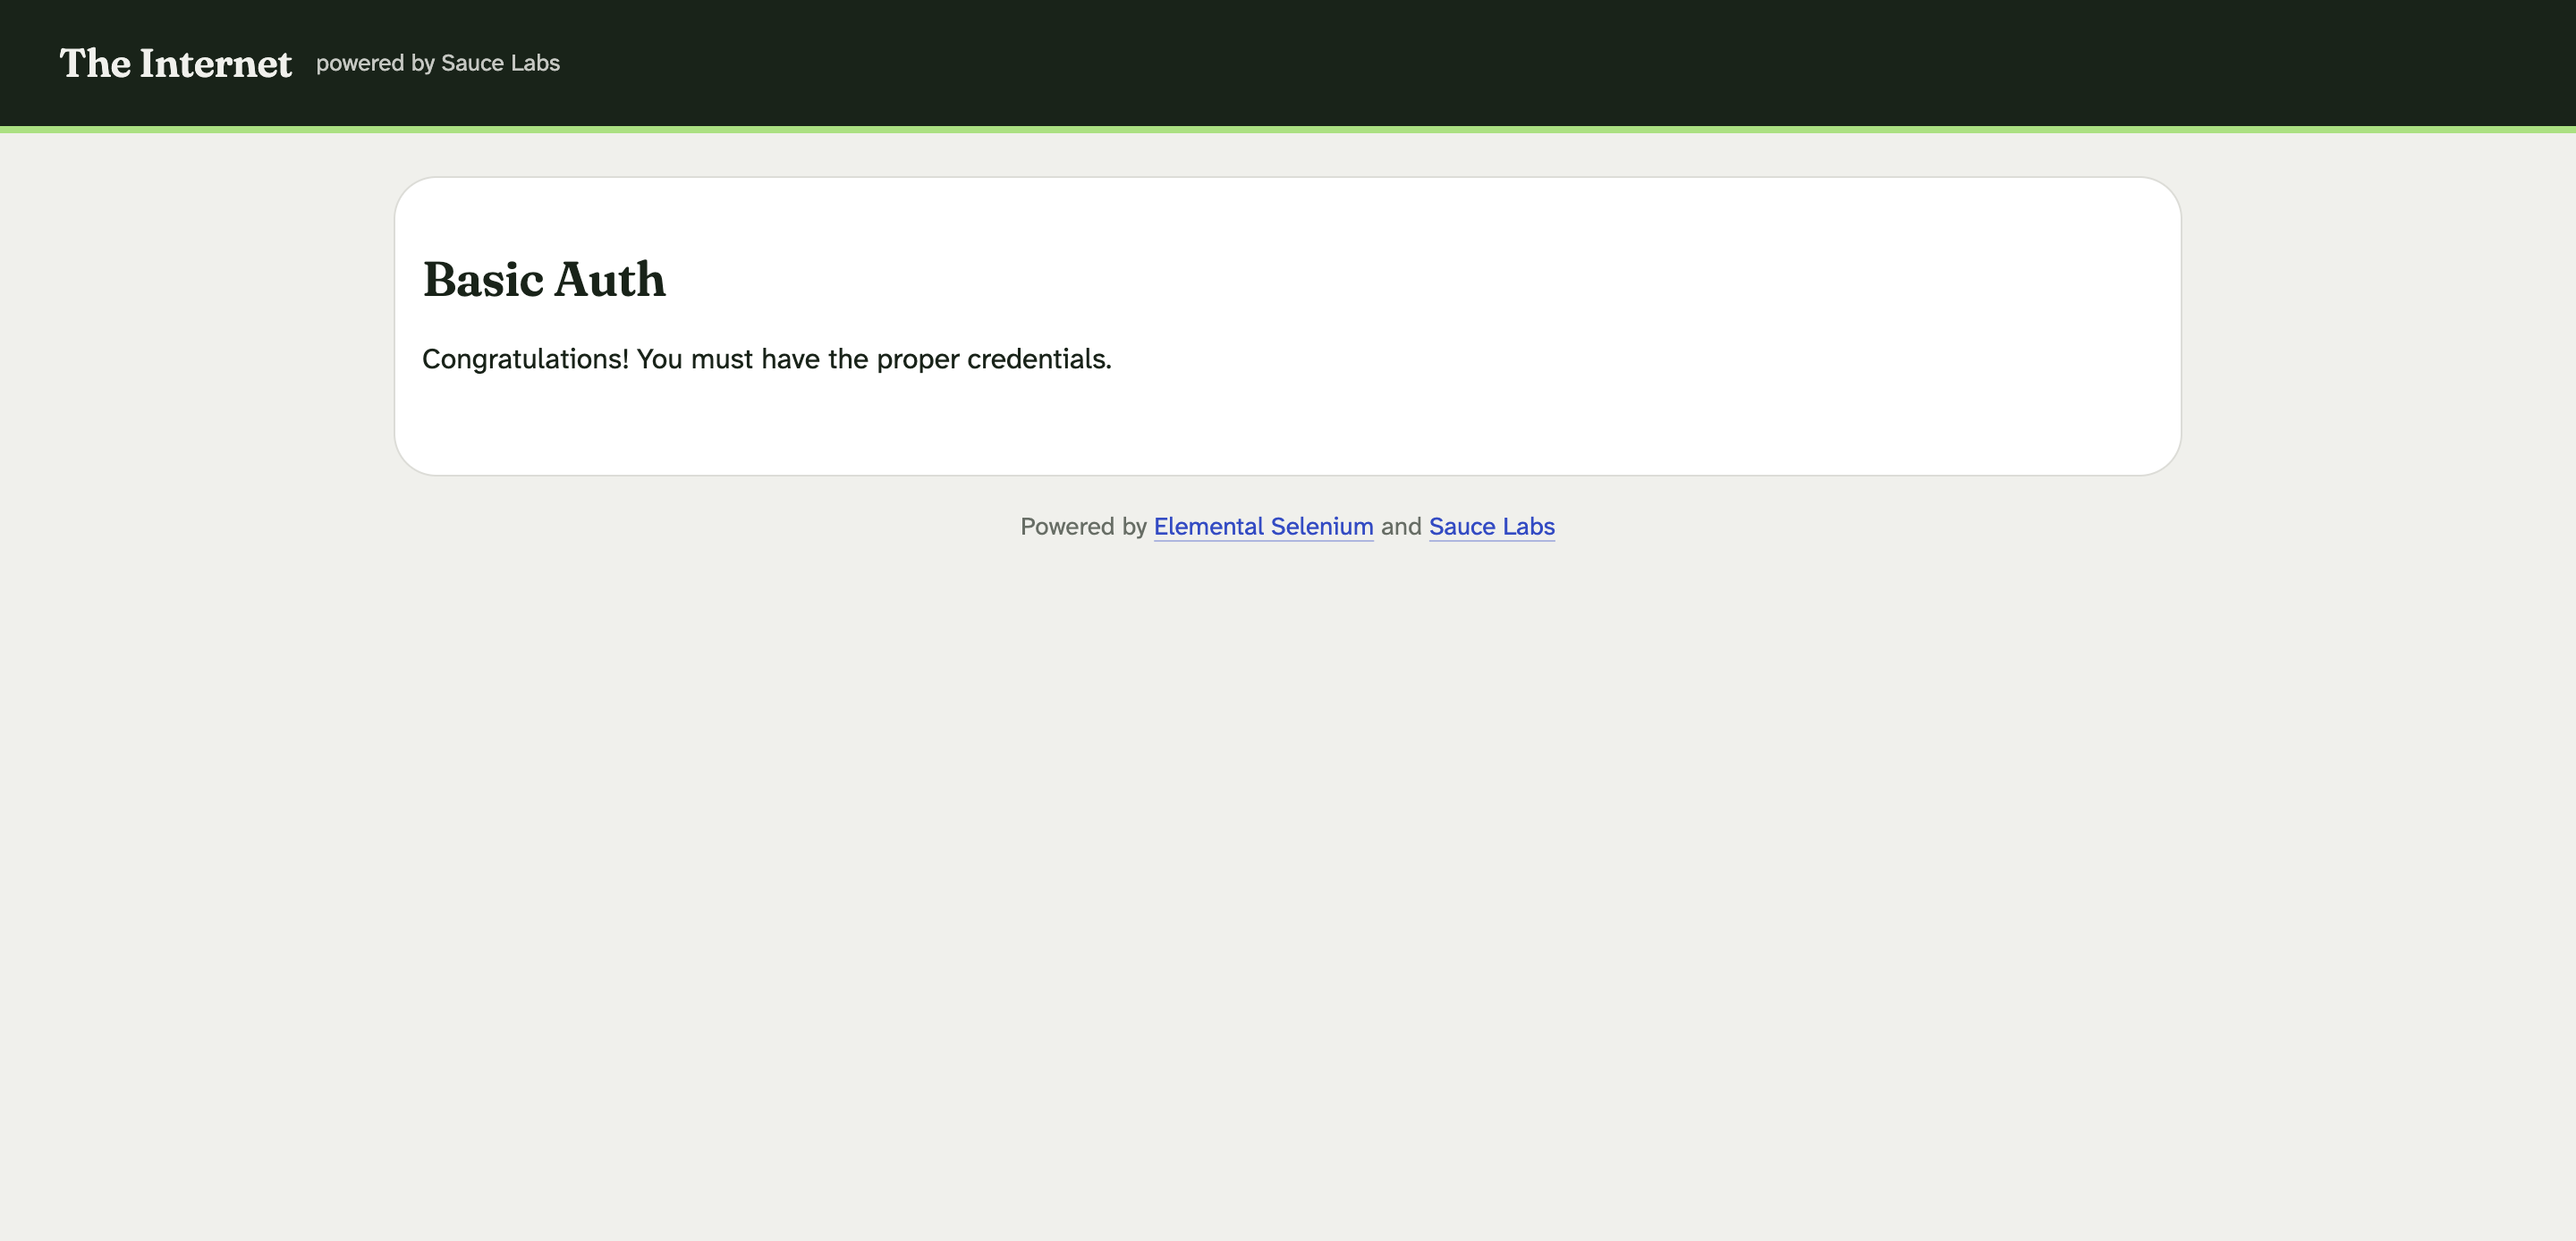 The Internet powered by Sauce Labs
Basic Auth
Congratulations! You must have the proper credentials.
Powered by Elemental Selenium and Sauce Labs